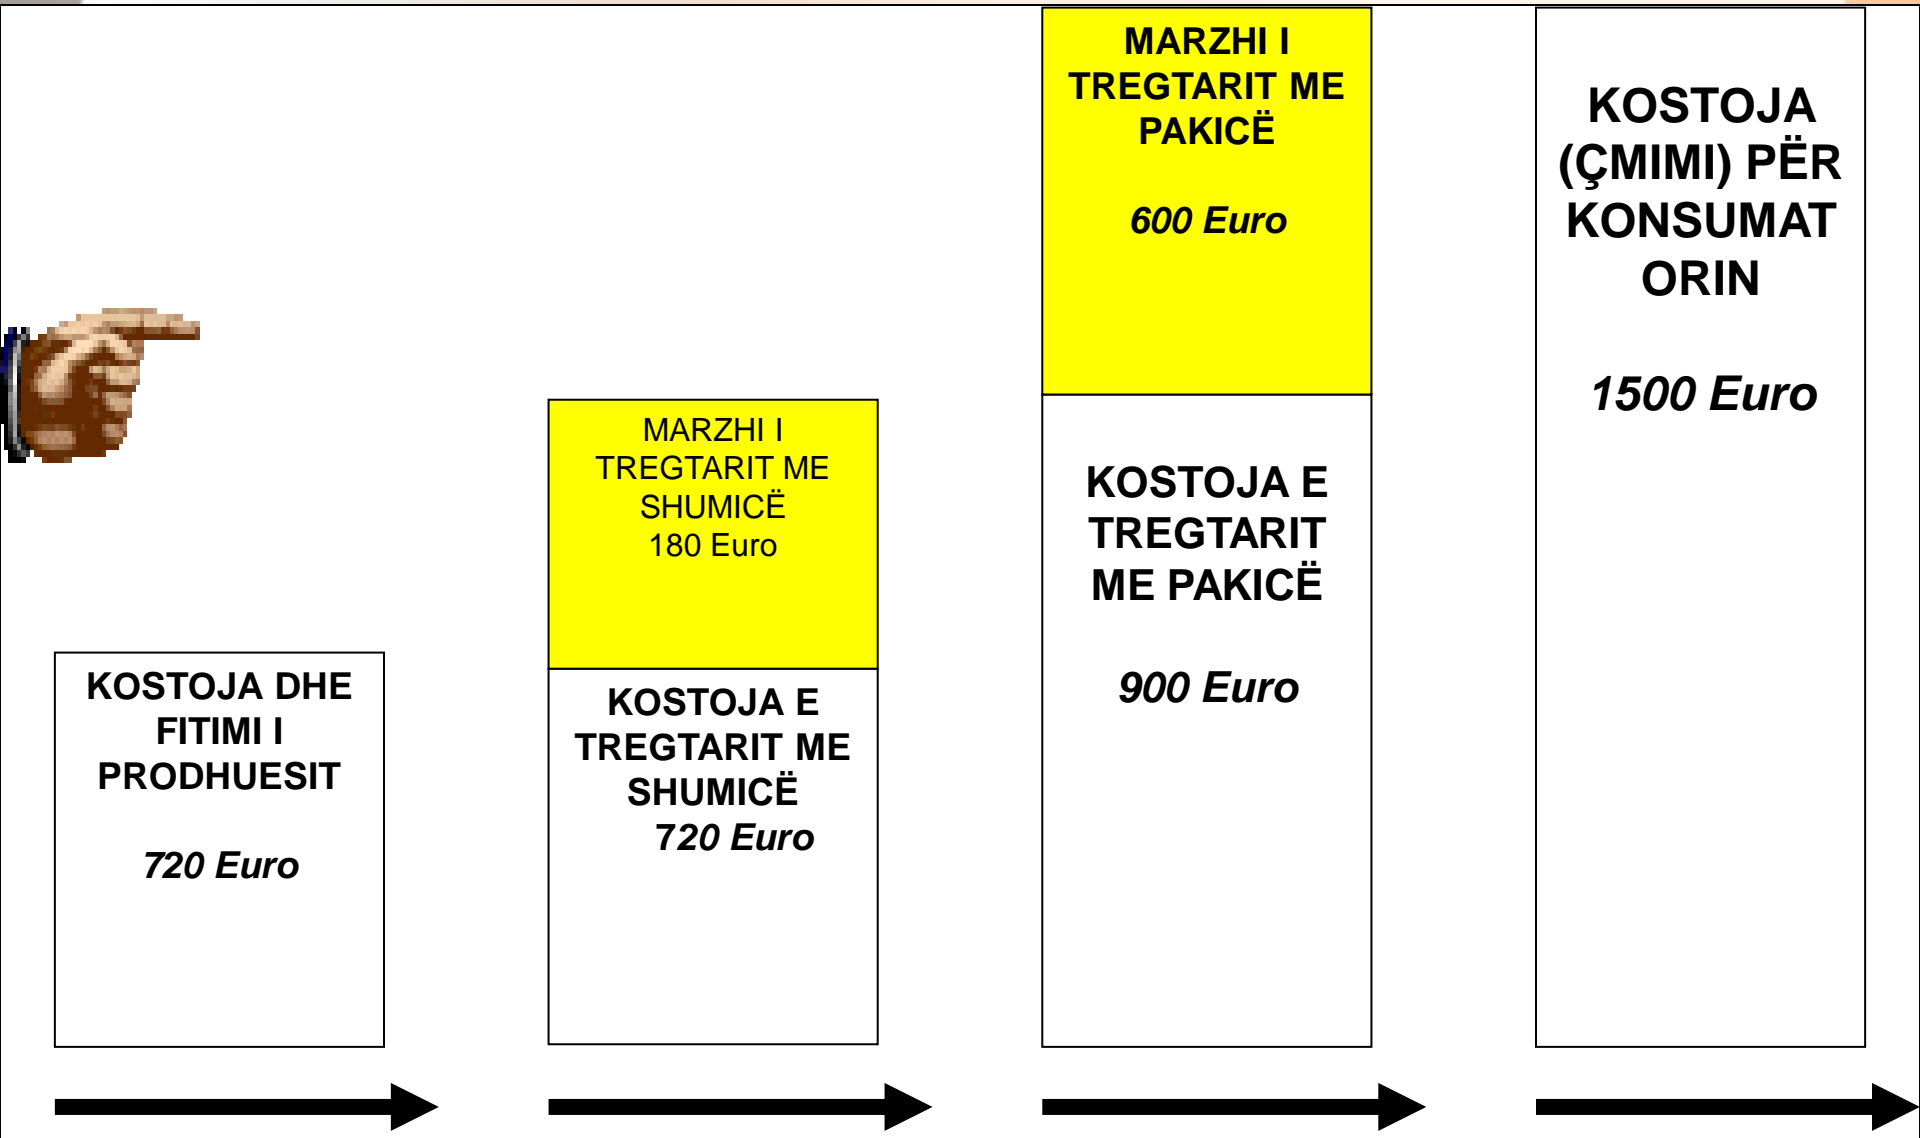 KOSTOJA DHE
FITIMI I
PRODHUESIT
720 Euro
MARZHI I
TREGTARIT ME
SHUMICË
180 Euro
KOSTOJA E
TREGTARIT ME
SHUMICË
720 Euro
MARZHI I
TREGTARIT ME
PAKICË
600 Euro
KOSTOJA E
TREGTARIT
ME PAKICË
900 Euro
KOSTOJA
(ÇMIMI) PËR
KONSUMAT
ORIN
1500 Euro